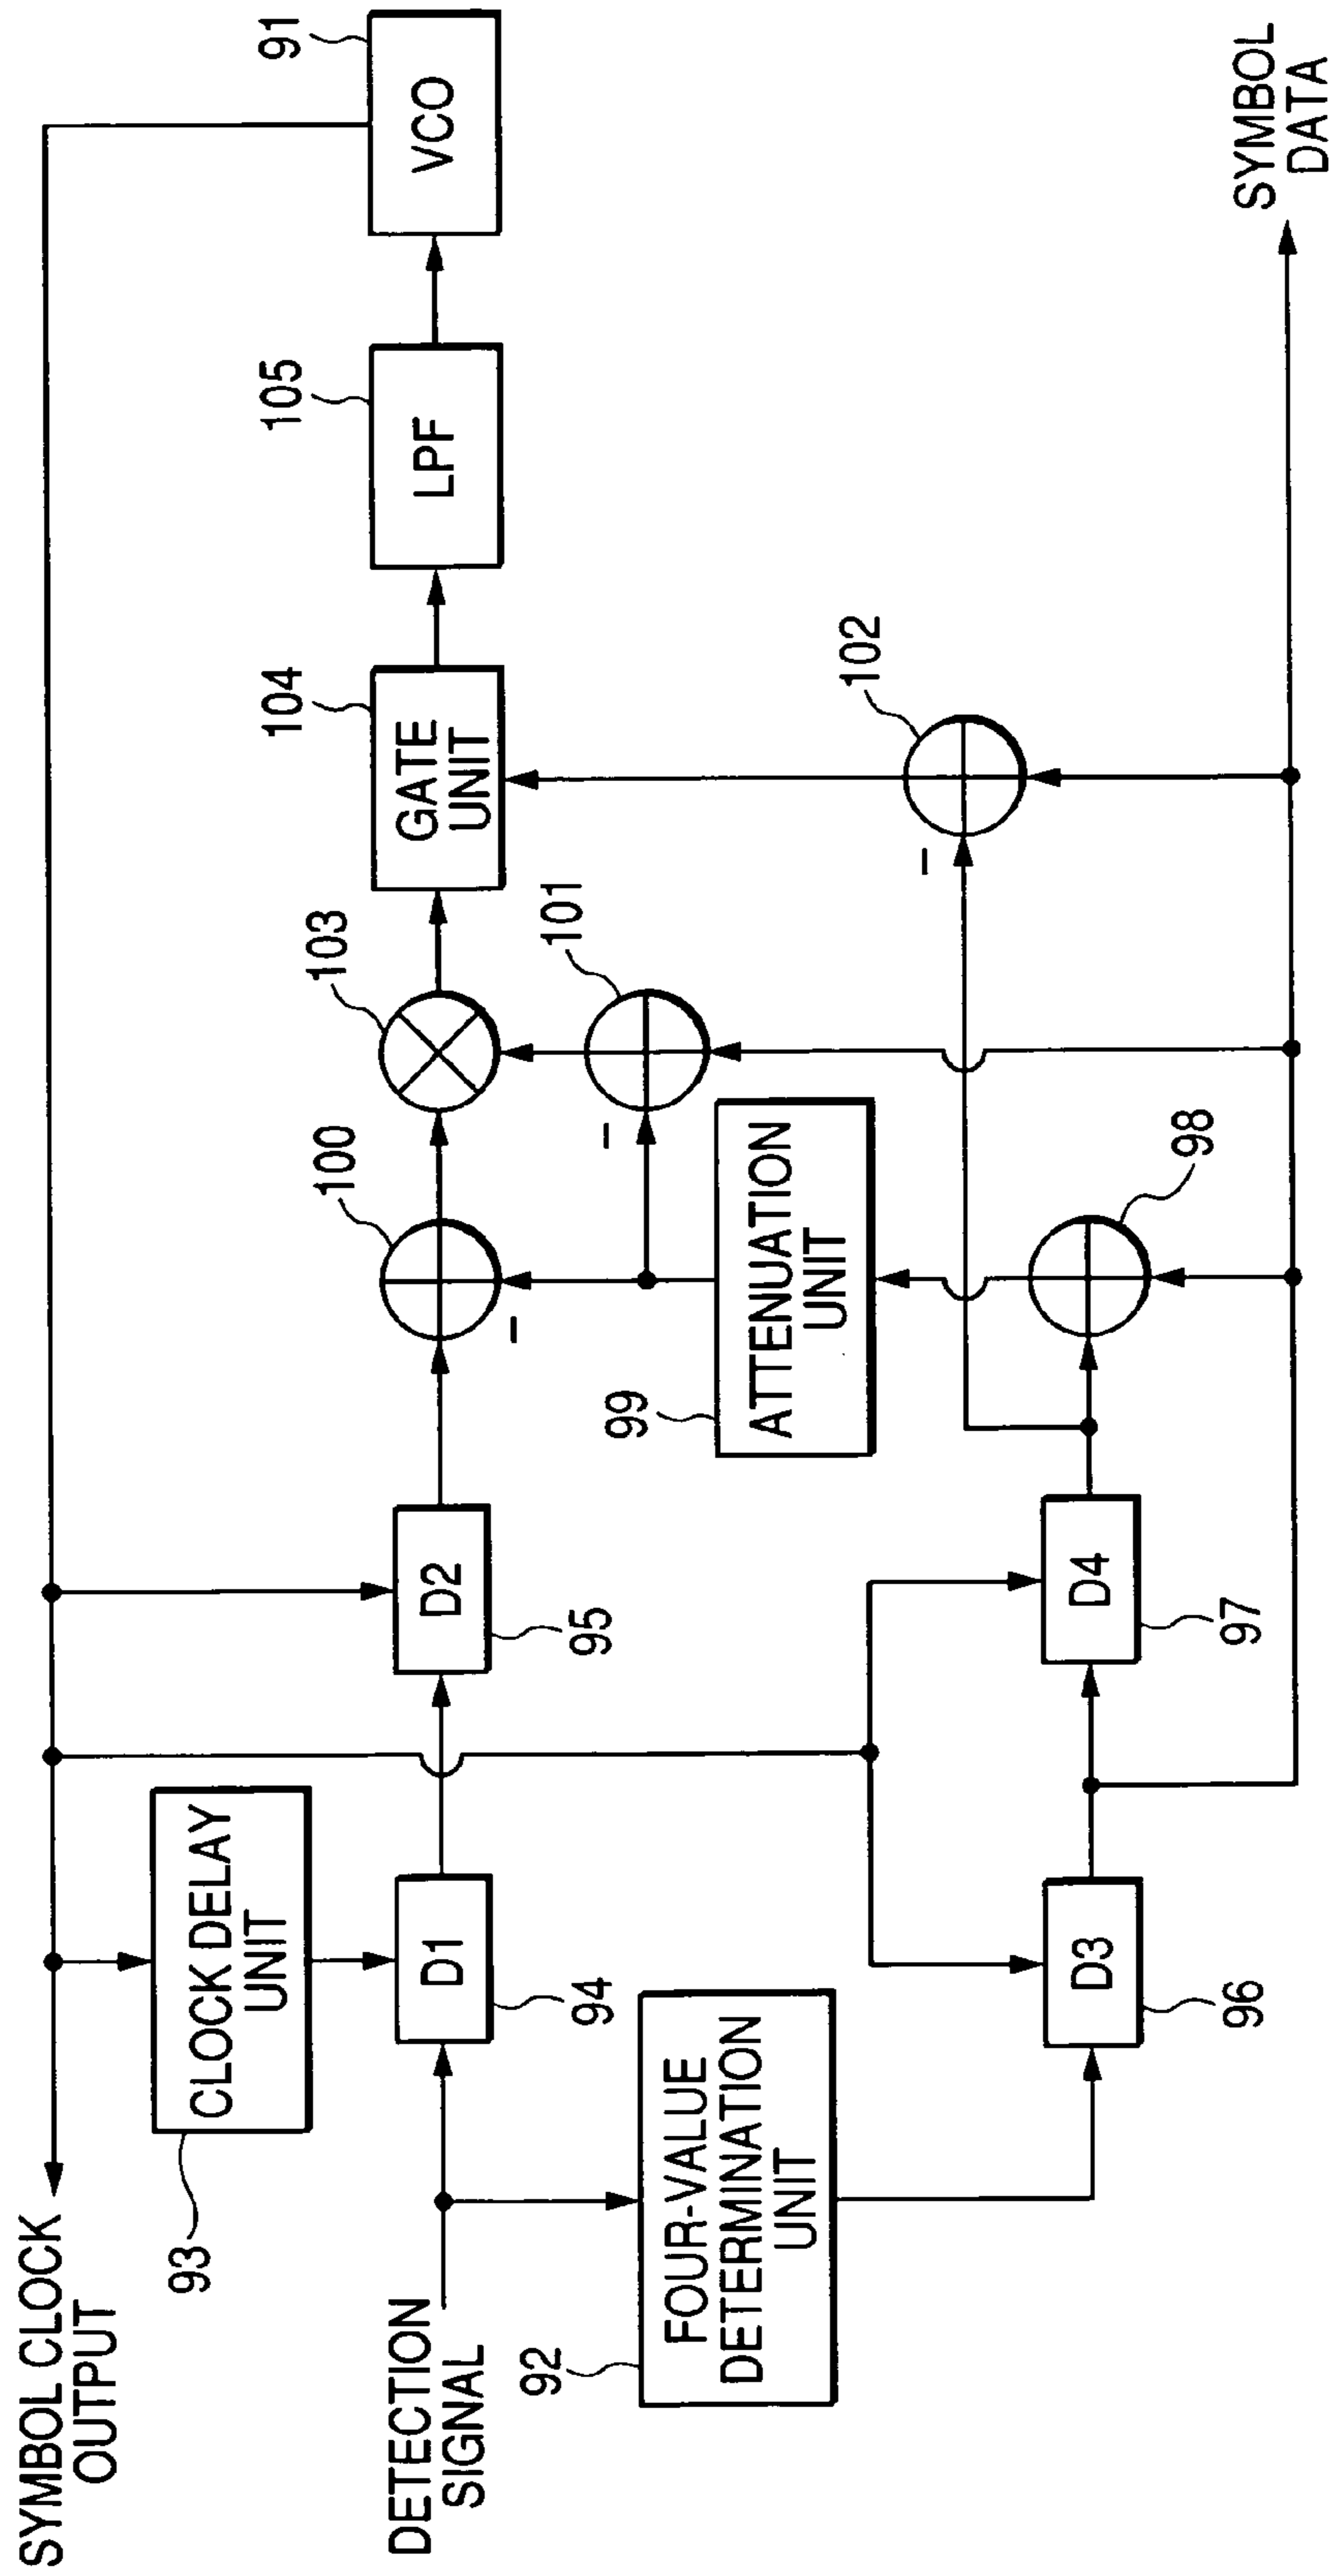 SYMBOL CLOCK
OUTPUT
93
CLOCK DELAY
UNIT
91
VCO
105
LPF
104
GATE
UNIT
103
100
D2
95
D1
94
DETECTION
SIGNAL
92
FOUR-VALUE
DETERMINATION
UNIT
101
-
-
99
ATTENUATION
UNIT
102
-
98
D4
97
D3
96
SYMBOL
DATA